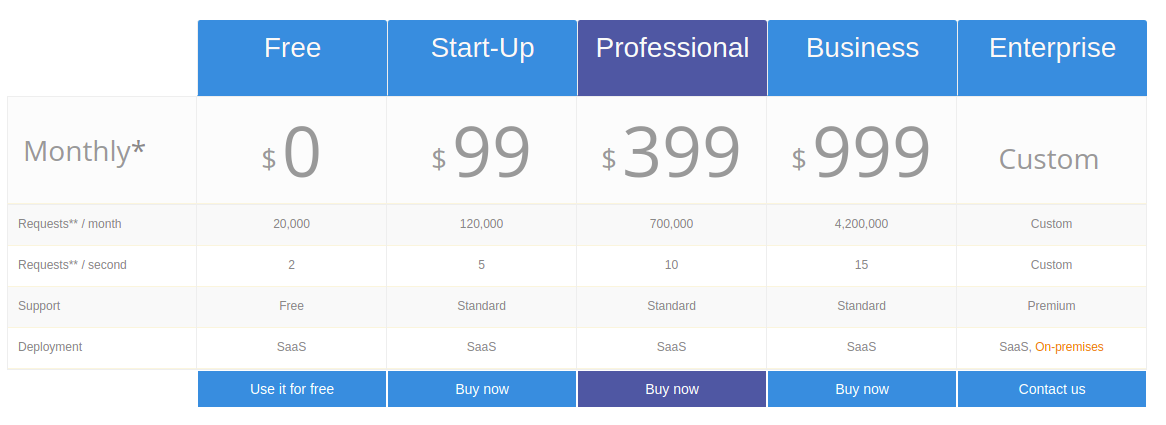 Free Start-Up Professional Business Enterprise
Monthly* $ 0 $ 99 $ 399 $ 999 Custom
Requests** / month 20,000 120,000 700,000 4,200,000 Custom
Requests** / second 2 5 10 15 Custom
Support Free Standard Standard Standard Premium
Deployment SaaS SaaS SaaS SaaS SaaS, On-premises
Use it for free Buy now Buy now Buy now Contact us